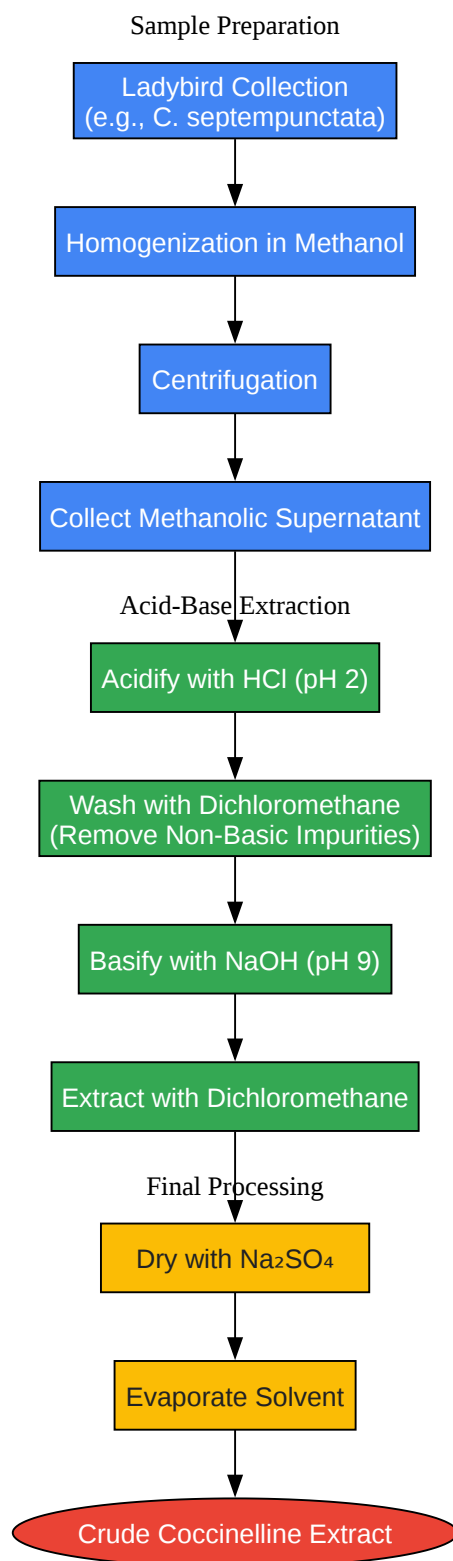 Sample Preparation
Ladybird Collection
(e.g., C. septempunctata)
Homogenization in Methanol
Centrifugation
Collect Methanolic Supernatant
Acid-Base Extraction
Acidify with HCl (pH 2)
Wash with Dichloromethane
(Remove Non-Basic Impurities)
Basify with NaOH (pH 9)
Extract with Dichloromethane
Final Processing
Dry with Na₂SO₄
Evaporate Solvent
Crude Coccinelline Extract